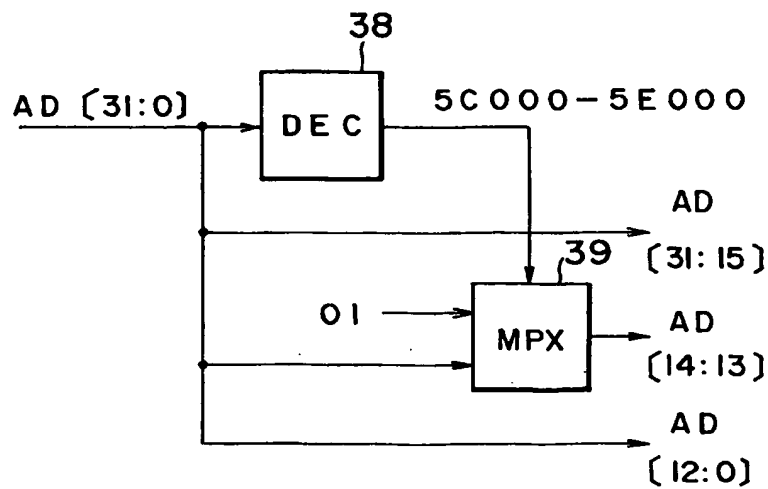 38
AD [31:0]
DEC
5C000-5E000
AD
[31:15]
39
01
MPX
AD
[14:13]
AD
[12:0]